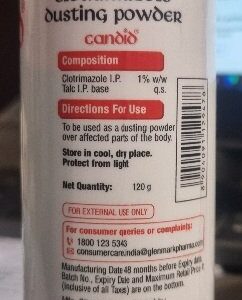 dusting powder
candid®
Composition
Clotrimazole I.P. 1% w/w
Talc I.P. base q.s.
Directions For Use
To be used as a dusting powder
over affected parts of the body.
Store in cool, dry place.
Protect from light
Net Quantity: 120 g
FOR EXTERNAL USE ONLY
For consumer queries or complaints:
1800 123 5343
consumercare.india@glenmarkpharma.com
Manufacturing Date 48 months before Expiry date.
Batch No., Expiry Date and Maximum Retail Price
(inclusive of all Taxes) are on the bottom.